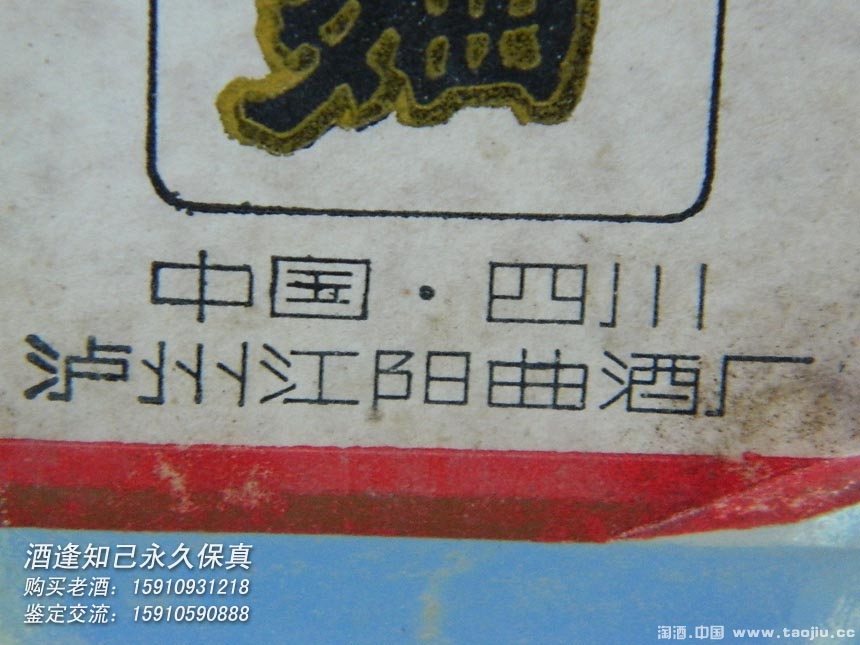 中国·四川
泸州江阳曲酒厂
酒逢知己永久保真
购买老酒：15910931218
鉴定交流：15910590888
淘酒.中国 www.taojiu.cc